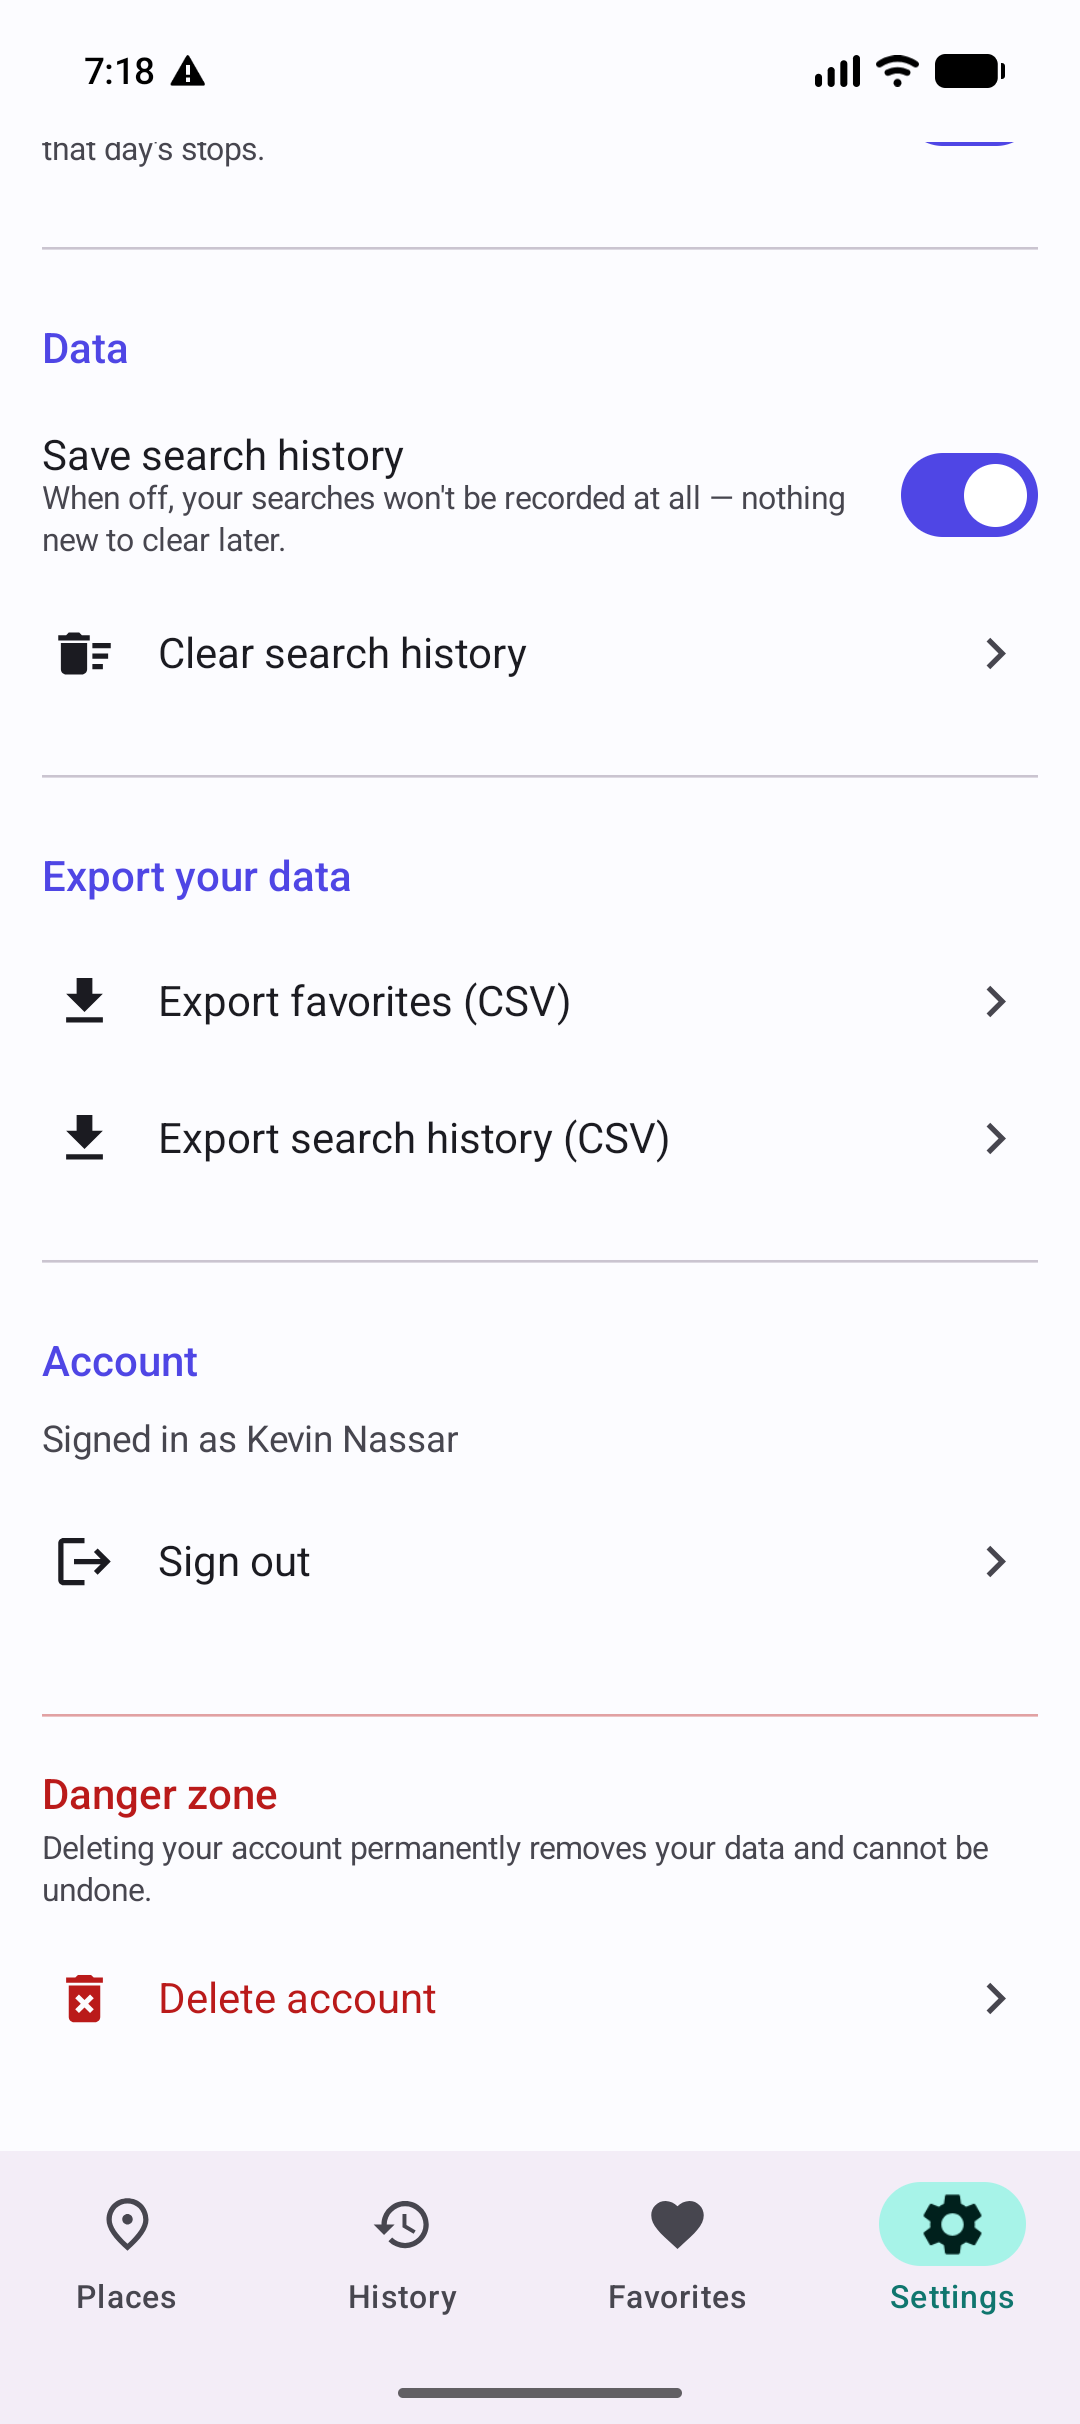 7:18
that day's stops.
Data
Save search history
When off, your searches won't be recorded at all — nothing
new to clear later.
Clear search history
Export your data
Export favorites (CSV)
Export search history (CSV)
Account
Signed in as Kevin Nassar
Sign out
Danger zone
Deleting your account permanently removes your data and cannot be
undone.
Delete account
Places
History
Favorites
Settings